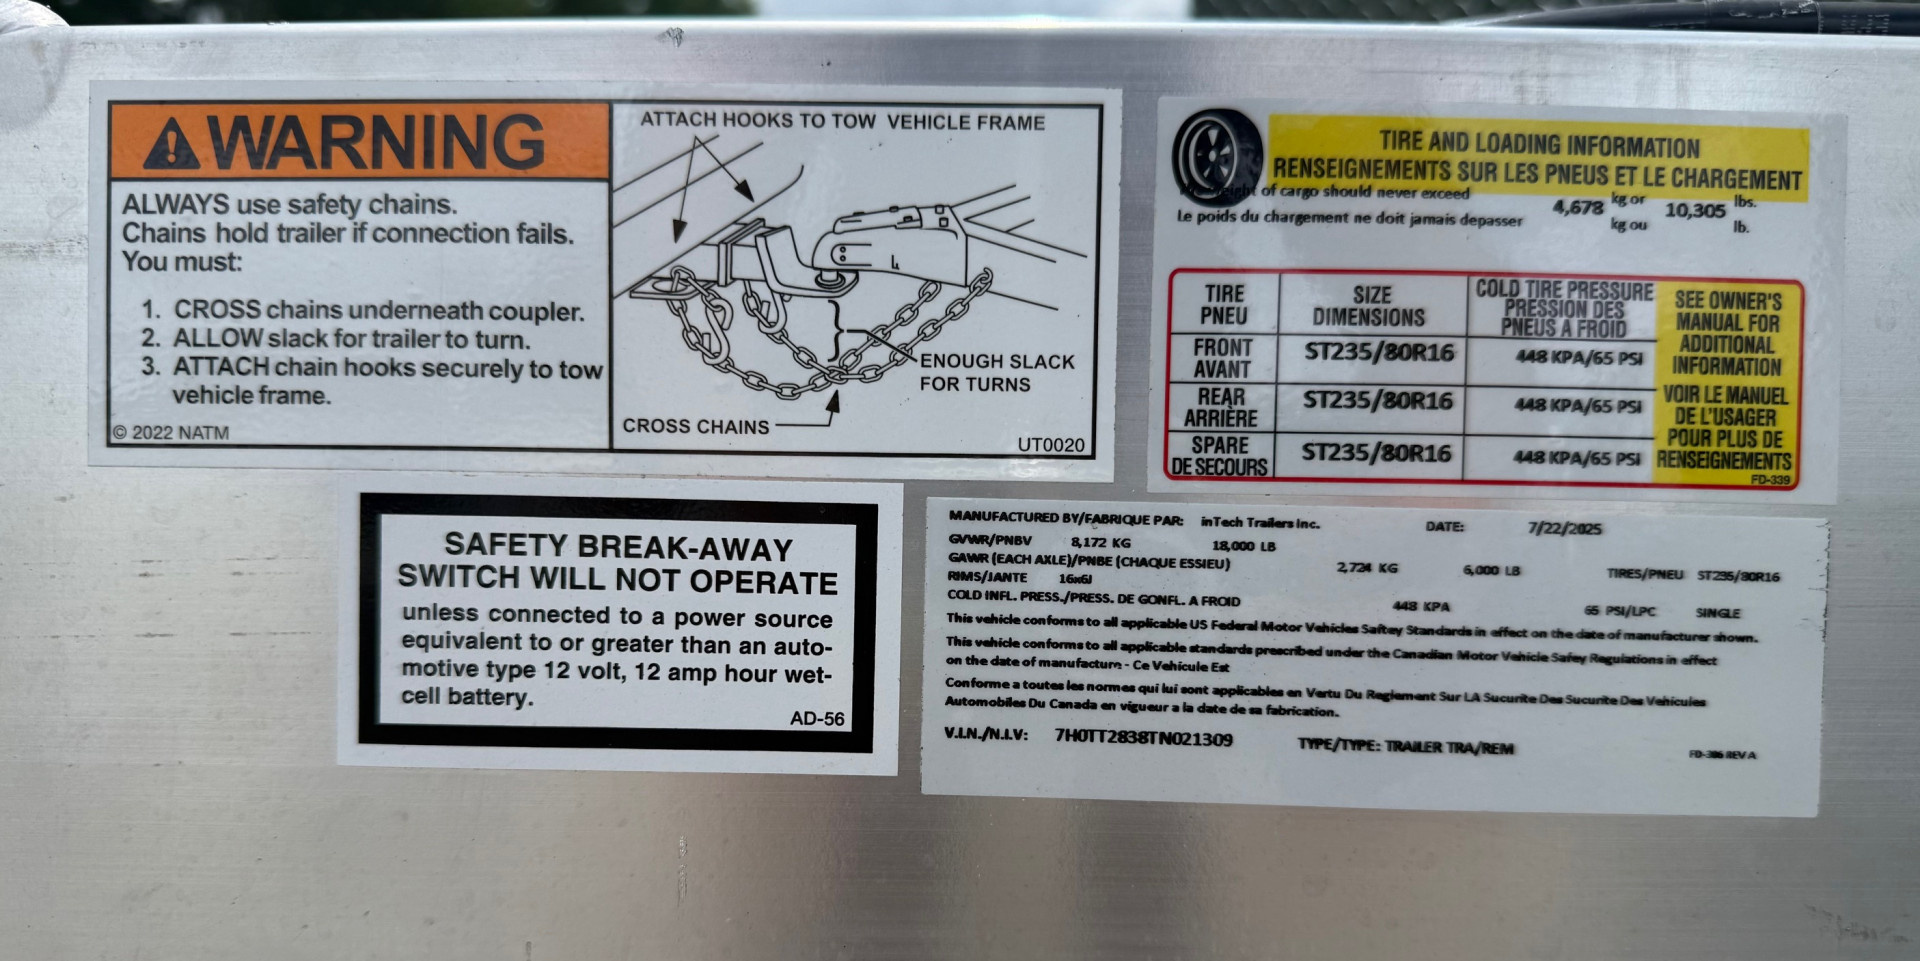 WARNING
ALWAYS use safety chains.
Chains hold trailer if connection fails.
You must:
1. CROSS chains underneath coupler.
2. ALLOW slack for trailer to turn.
3. ATTACH chain hooks securely to tow
vehicle frame.
© 2022 NATM
ATTACH HOOKS TO TOW VEHICLE FRAME
ENOUGH SLACK
FOR TURNS
CROSS CHAINS
UT0020
TIRE AND LOADING INFORMATION
RENSEIGNEMENTS SUR LES PNEUS ET LE CHARGEMENT
of cargo should never exceed
Le poids du chargement ne doit jamais depasser
4,678 kg or 10,305 lbs.
kg ou lb.
TIRE SIZE COLD TIRE PRESSURE
PNEU DIMENSIONS PRESSION DES
PNEUS A FROID
FRONT ST235/80R16 448 KPA/65 PSI
AVANT
REAR ST235/80R16 448 KPA/65 PSI
ARRIÈRE
SPARE ST235/80R16 448 KPA/65 PSI
DE SECOURS
SEE OWNER'S
MANUAL FOR
ADDITIONAL
INFORMATION
VOIR LE MANUEL
DE L'USAGER
POUR PLUS DE
RENSEIGNEMENTS
FD-339
SAFETY BREAK-AWAY
SWITCH WILL NOT OPERATE
unless connected to a power source
equivalent to or greater than an auto-
motive type 12 volt, 12 amp hour wet-
cell battery.
AD-56
MANUFACTURED BY/FABRIQUE PAR: inTech Trailers Inc. DATE: 7/22/2025
GVWR/PNBV 8,172 KG 18,000 LB
GAWR (EACH AXLE)/PNBE (CHAQUE ESSIEU) 2,724 KG 6,000 LB TIRES/PNEU ST235/80R16
RIMS/JANTE 16x6J
COLD INFL. PRESS./PRESS. DE GONFL. A FROID 448 KPA 65 PSI/LPC SINGLE
This vehicle conforms to all applicable US Federal Motor Vehicles Saftey Standards in effect on the date of manufacturer shown.
This vehicle conforms to all applicable standards prescribed under the Canadian Motor Vehicle Safey Regulations in effect
on the date of manufacture - Ce Vehicule Est
Conforme a toutes les normes qui lui sont applicables en Vertu Du Reglement Sur LA Sucurite Des Sucurite Des Vehicules
Automobiles Du Canada en vigueur a la date de sa fabrication.
V.I.N./N.I.V: 7H0TT2838TN021309 TYPE/TYPE: TRAILER TRA/REM
FD-386 REV A